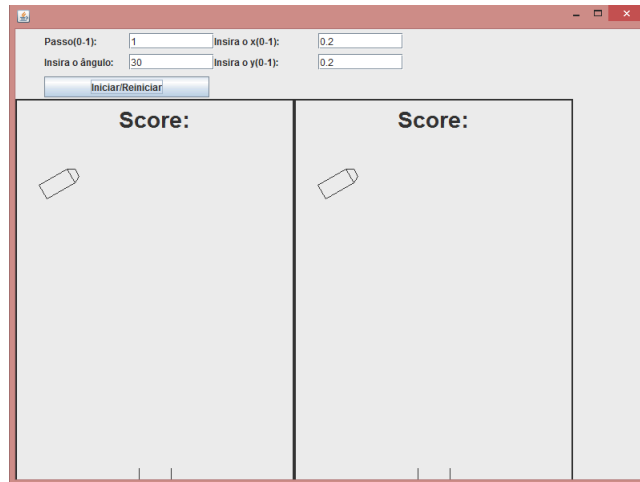 Passo(0-1): 1 Insira o x(0-1): 0.2
Insira o ângulo: 30 Insira o y(0-1): 0.2
Iniciar/Reiniciar
Score: Score: